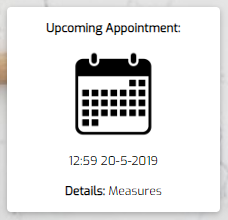 Upcoming Appointment:
12:59 20-5-2019
Details: Measures